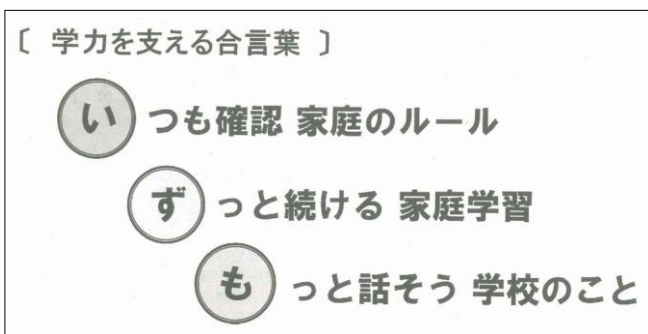 〔 学力を支える合言葉 〕
いつも確認 家庭のルール
ずっと続ける 家庭学習
もっと話そう 学校のこと